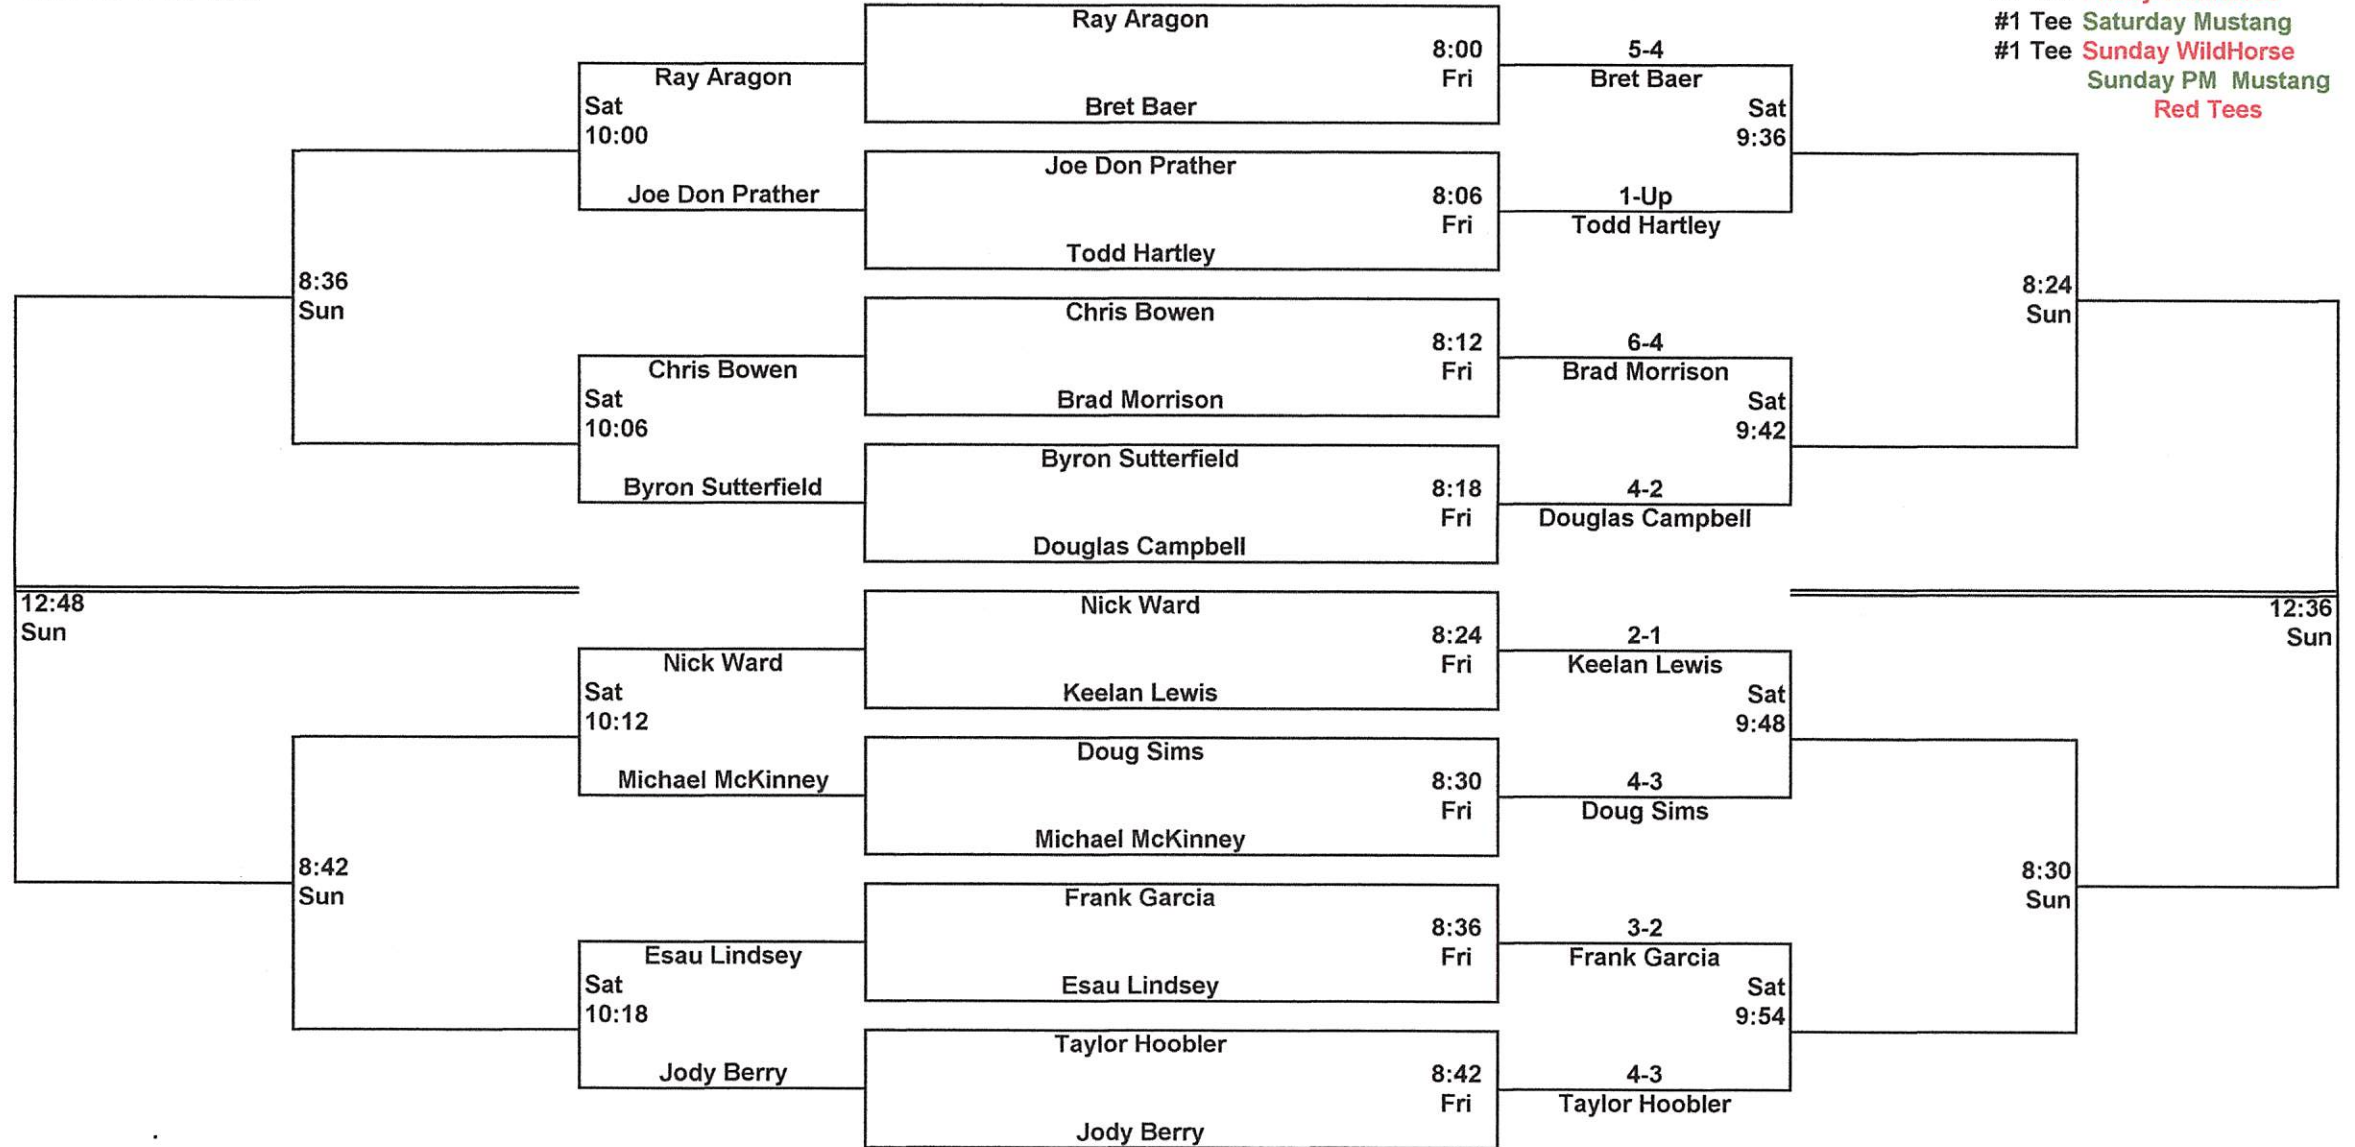 #1 Tee Saturday Mustang
#1 Tee Sunday WildHorse
Sunday PM Mustang
Red Tees
Ray Aragon
8:00
Fri
Bret Baer
Ray Aragon
Sat
10:00
Joe Don Prather
5-4
Bret Baer
Sat
9:36
1-Up
Todd Hartley
Joe Don Prather
8:06
Fri
Todd Hartley
8:36
Sun
8:24
Sun
Chris Bowen
8:12
Fri
Brad Morrison
Chris Bowen
Sat
10:06
Byron Sutterfield
6-4
Brad Morrison
Sat
9:42
4-2
Douglas Campbell
Byron Sutterfield
8:18
Fri
Douglas Campbell
12:48
Sun
12:36
Sun
Nick Ward
8:24
Fri
Keelan Lewis
Nick Ward
Sat
10:12
Michael McKinney
2-1
Keelan Lewis
Sat
9:48
4-3
Doug Sims
Doug Sims
8:30
Fri
Michael McKinney
8:42
Sun
8:30
Sun
Frank Garcia
8:36
Fri
Esau Lindsey
Esau Lindsey
Sat
10:18
Jody Berry
3-2
Frank Garcia
Sat
9:54
4-3
Taylor Hoobler
Taylor Hoobler
8:42
Fri
Jody Berry